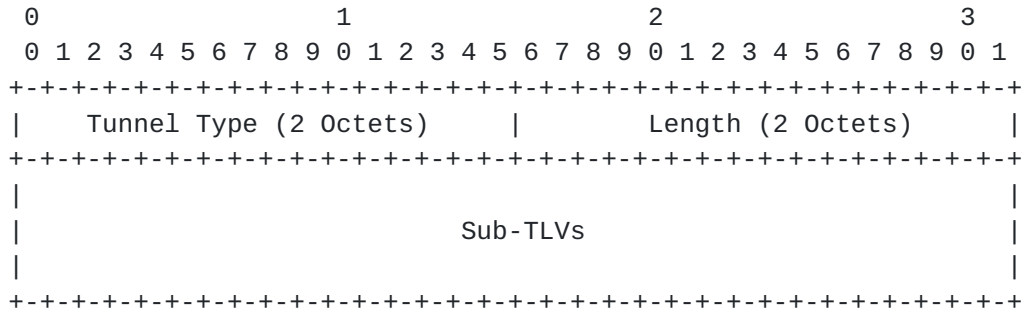 0                   1                   2                   3
 0 1 2 3 4 5 6 7 8 9 0 1 2 3 4 5 6 7 8 9 0 1 2 3 4 5 6 7 8 9 0 1
+-+-+-+-+-+-+-+-+-+-+-+-+-+-+-+-+-+-+-+-+-+-+-+-+-+-+-+-+-+-+-+-+
|    Tunnel Type (2 Octets)     |        Length (2 Octets)      |
+-+-+-+-+-+-+-+-+-+-+-+-+-+-+-+-+-+-+-+-+-+-+-+-+-+-+-+-+-+-+-+-+
|                                                               |
|                            Sub-TLVs                           |
|                                                               |
+-+-+-+-+-+-+-+-+-+-+-+-+-+-+-+-+-+-+-+-+-+-+-+-+-+-+-+-+-+-+-+-+